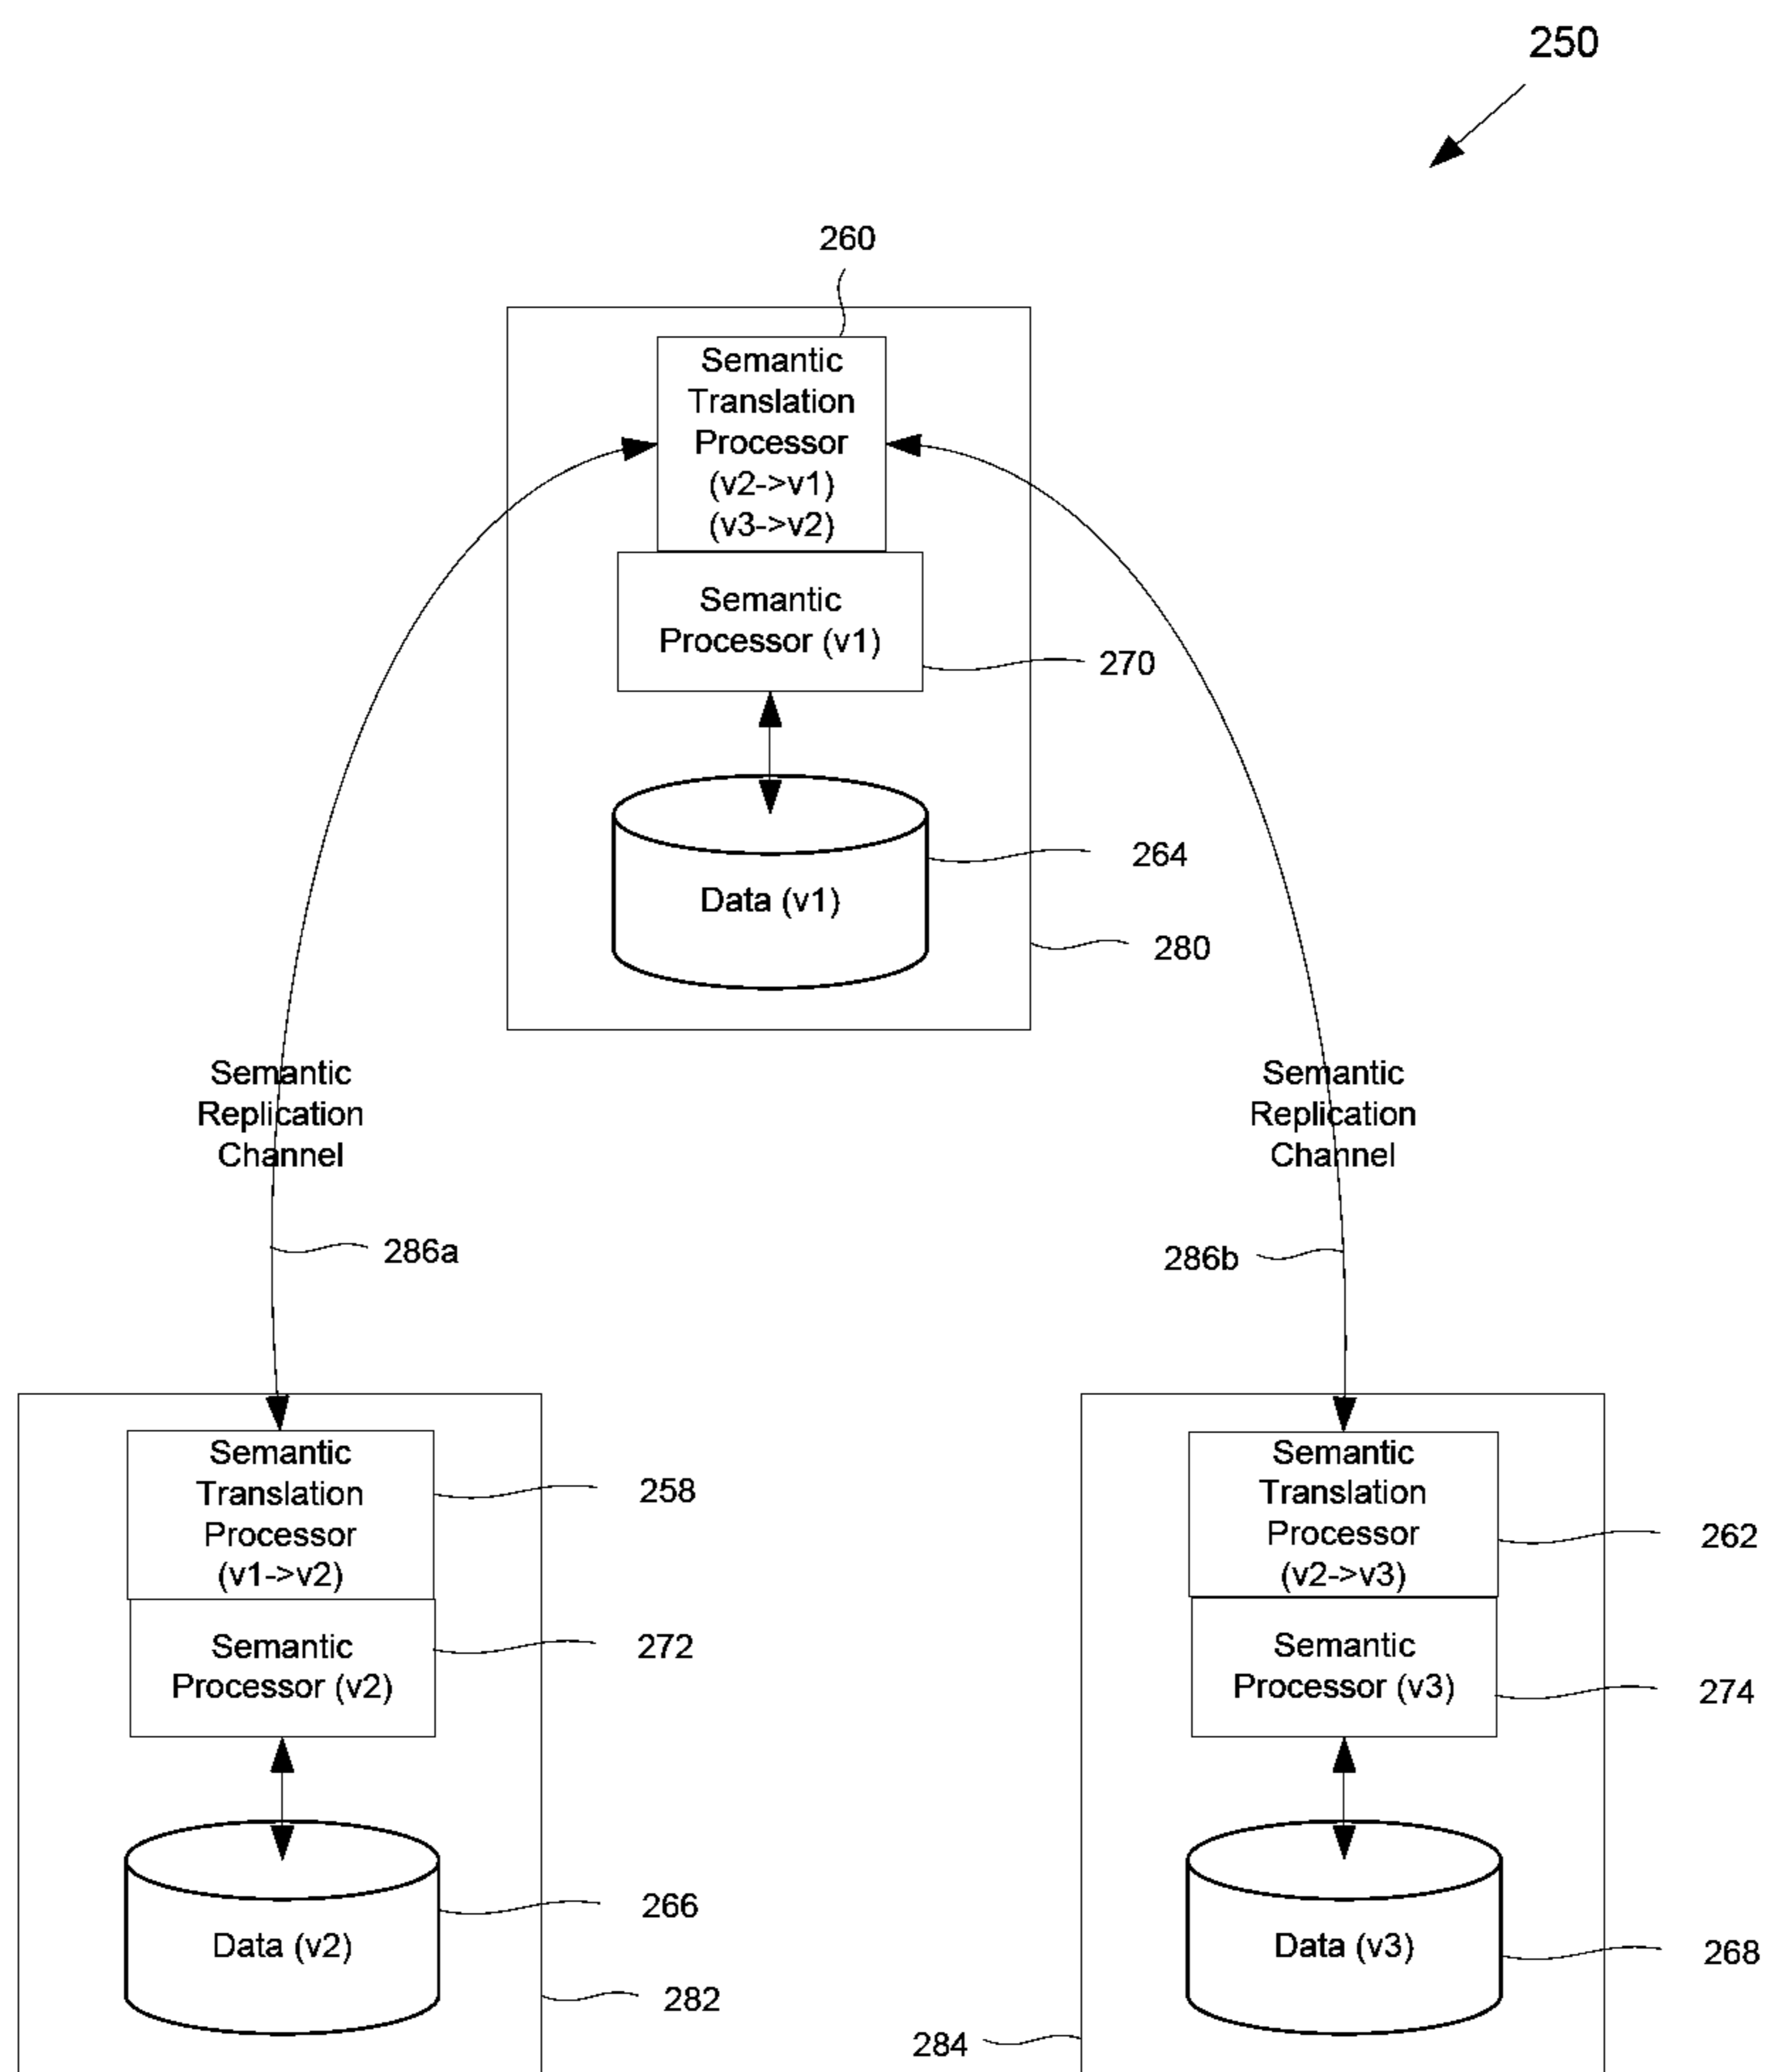 250
260
Semantic
Translation
Processor
(v2->v1)
(v3->v2)
Semantic
Processor (v1)
270
264
Data (v1)
280
Semantic
Replication
Channel
Semantic
Replication
Channel
286a
286b
Semantic
Translation
Processor
(v1->v2)
258
Semantic
Processor (v2)
272
266
Data (v2)
282
Semantic
Translation
Processor
(v2->v3)
262
Semantic
Processor (v3)
274
Data (v3)
268
284